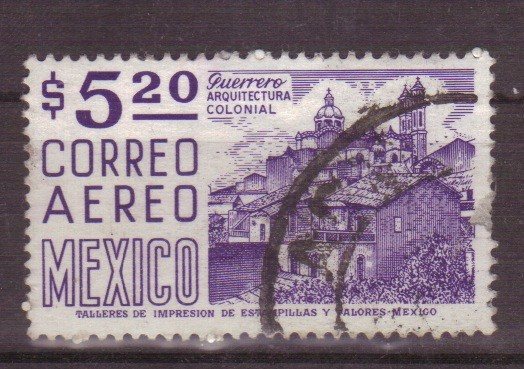 $5.20
Guerrero
ARQUITECTURA
COLONIAL
CORREO
AEREO
MEXICO
TALLERES DE IMPRESION DE ESTAMPILLAS Y VALORES-MEXICO